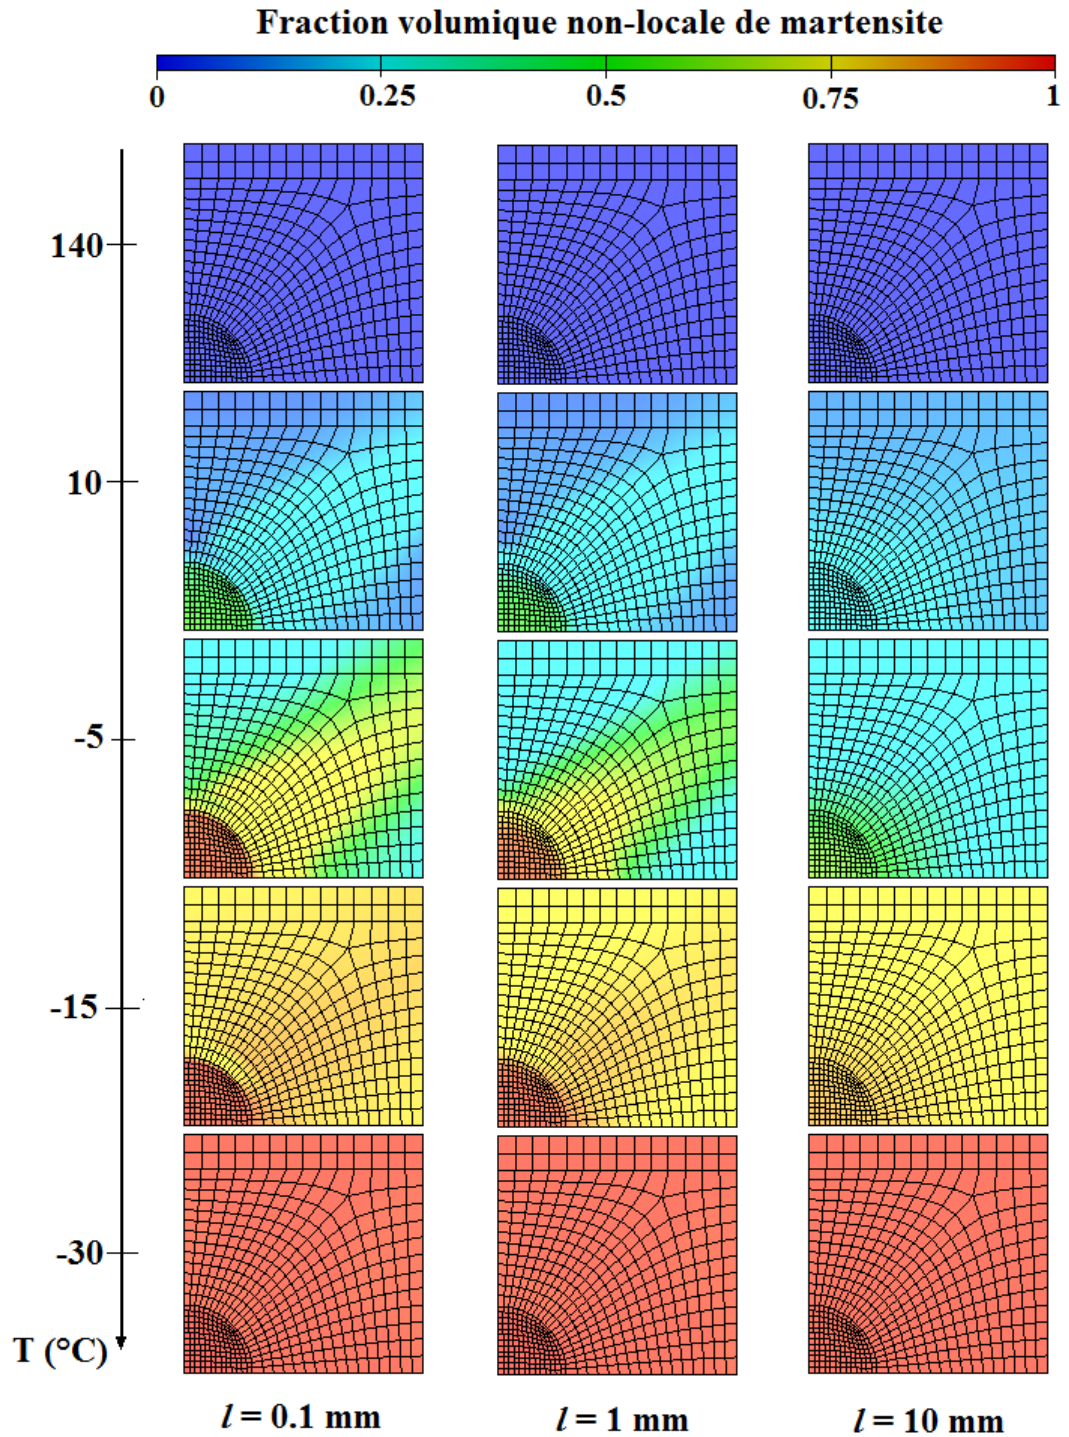 Fraction volumique non-locale de martensite
0 0.25 0.5 0.75 1
140
10
-5
-15
-30
T (°C)
l = 0.1 mm l = 1 mm l = 10 mm